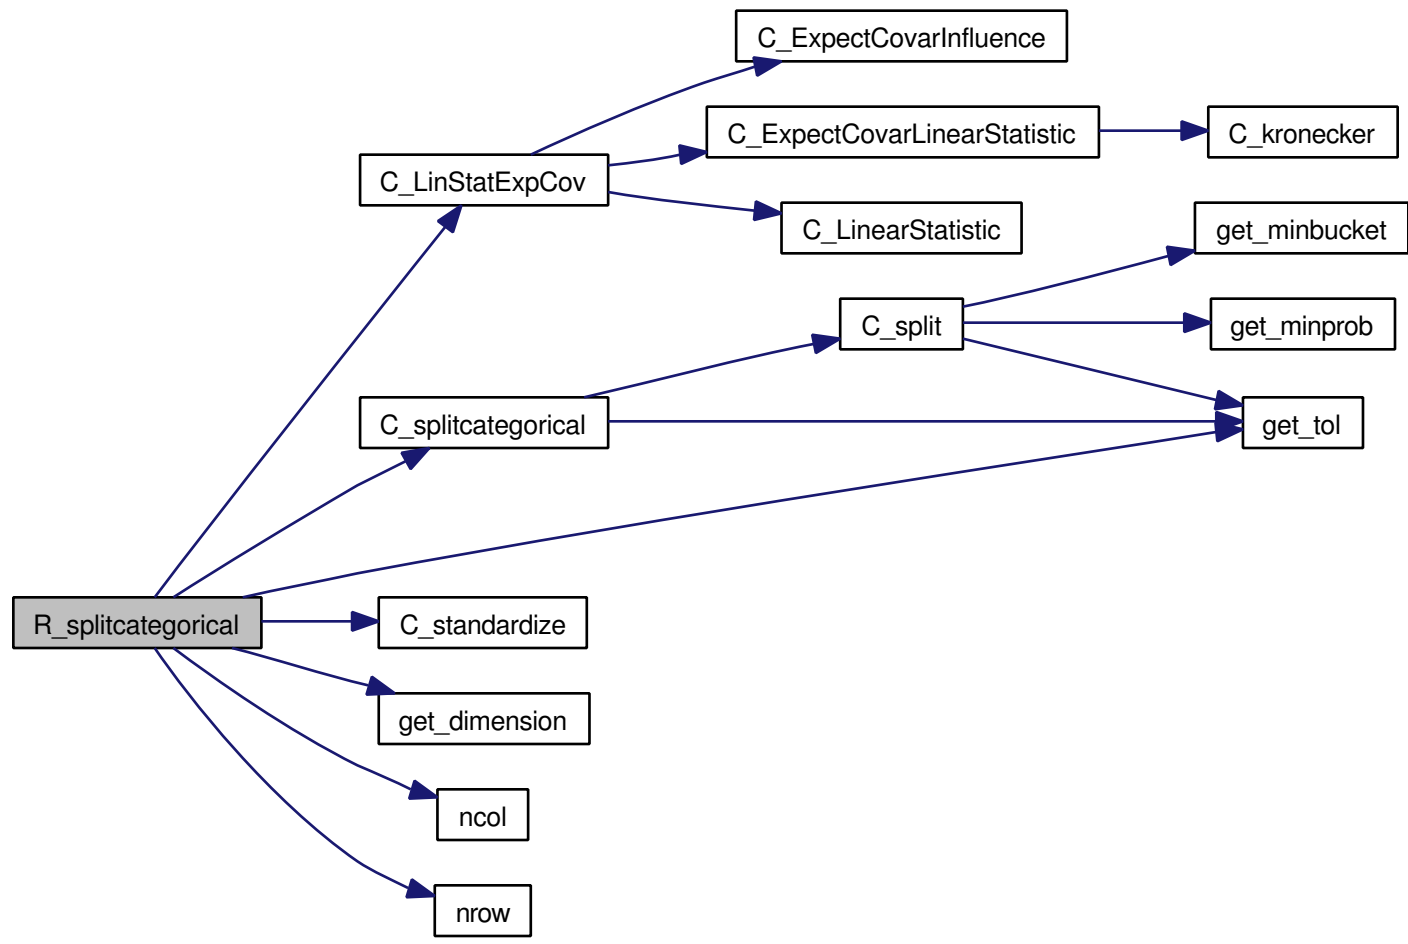 C_ExpectCovarInfluence
C_ExpectCovarLinearStatistic
C_kronecker
C_LinStatExpCov
C_LinearStatistic
get_minbucket
C_split
get_minprob
C_splitcategorical
get_tol
R_splitcategorical
C_standardize
get_dimension
ncol
nrow